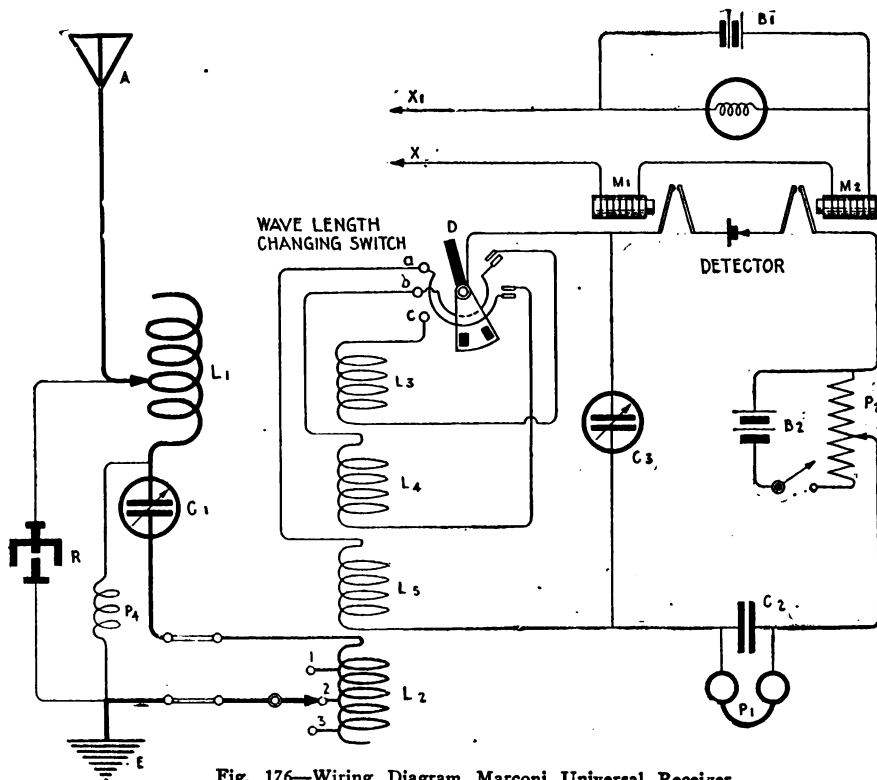 A
B1
X1
X
M1
M2
WAVE LENGTH
CHANGING SWITCH
D
DETECTOR
a
b
c
L1
L3
L4
L5
C1
C3
B2
P2
R
P4
C2
1
2
3
L2
P1
E
Fig. 176—Wiring Diagram, Marconi Universal Receiver.